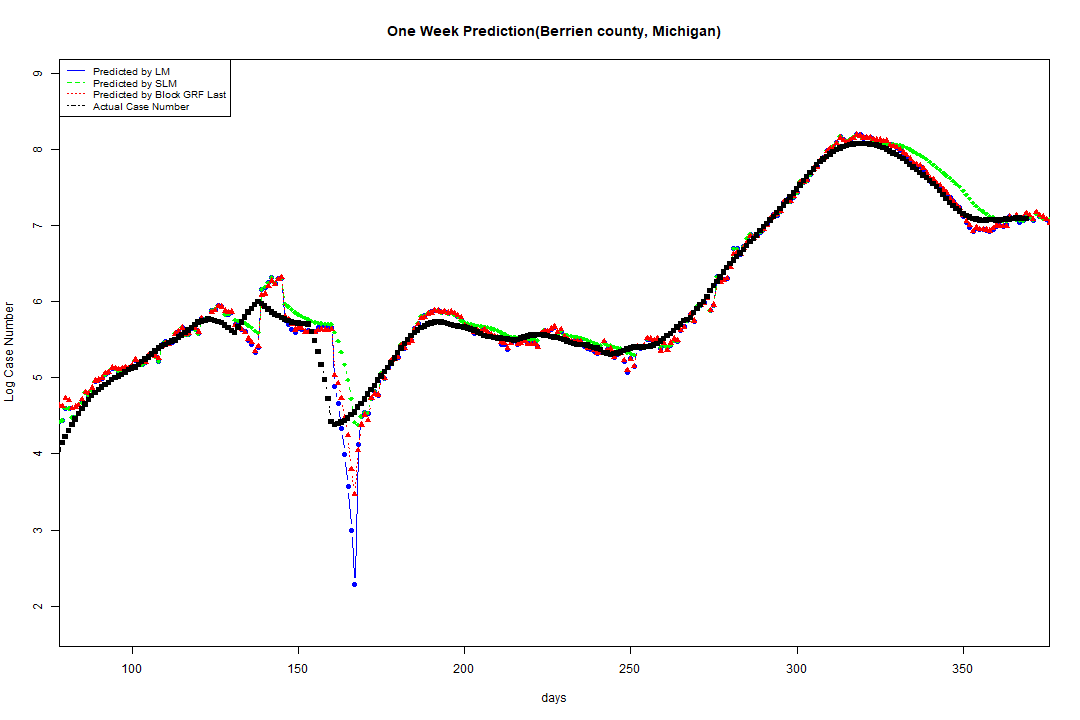 One Week Prediction(Berrien county, Michigan)
Predicted by LM
Predicted by SLM
Predicted by Block GRF Last
Actual Case Number
9
8
7
6
5
4
3
2
Log Case Number
100 150 200 250 300 350
days